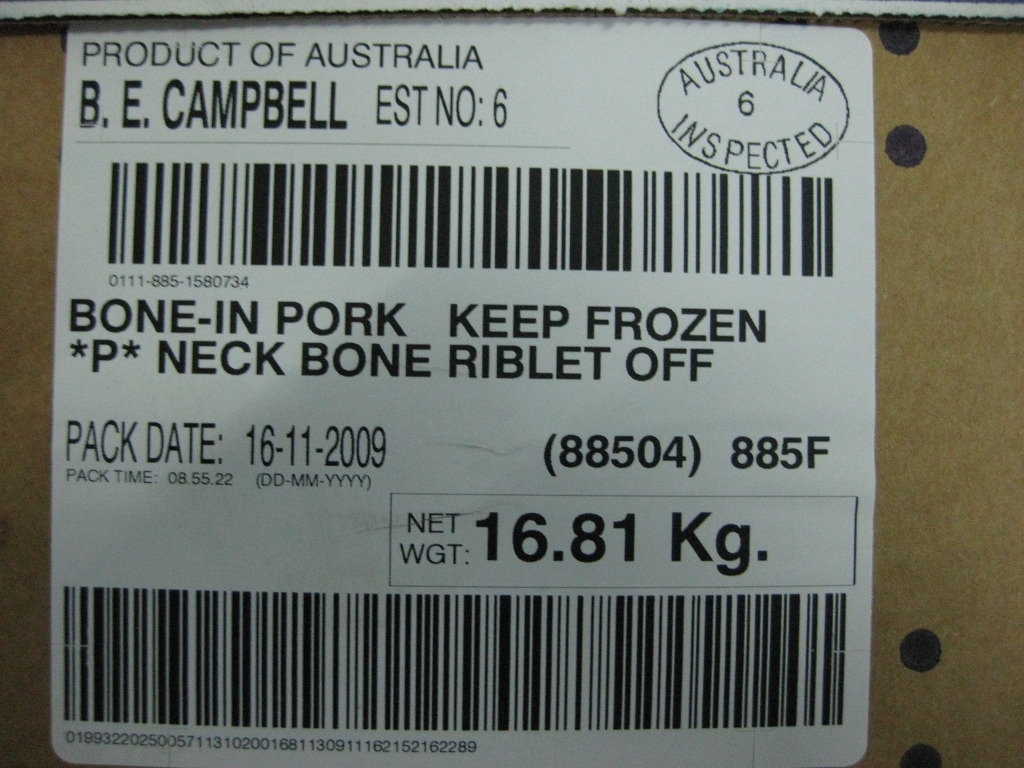 PRODUCT OF AUSTRALIA
B. E. CAMPBELL EST NO: 6
AUSTRALIA
6
INSPECTED
0111-885-1580734
BONE-IN PORK KEEP FROZEN
*P* NECK BONE RIBLET OFF
PACK DATE: 16-11-2009 (88504) 885F
PACK TIME: 08.55.22 (DD-MM-YYYY)
NET WGT: 16.81 Kg.
01993220250057113102001681130911162152162289